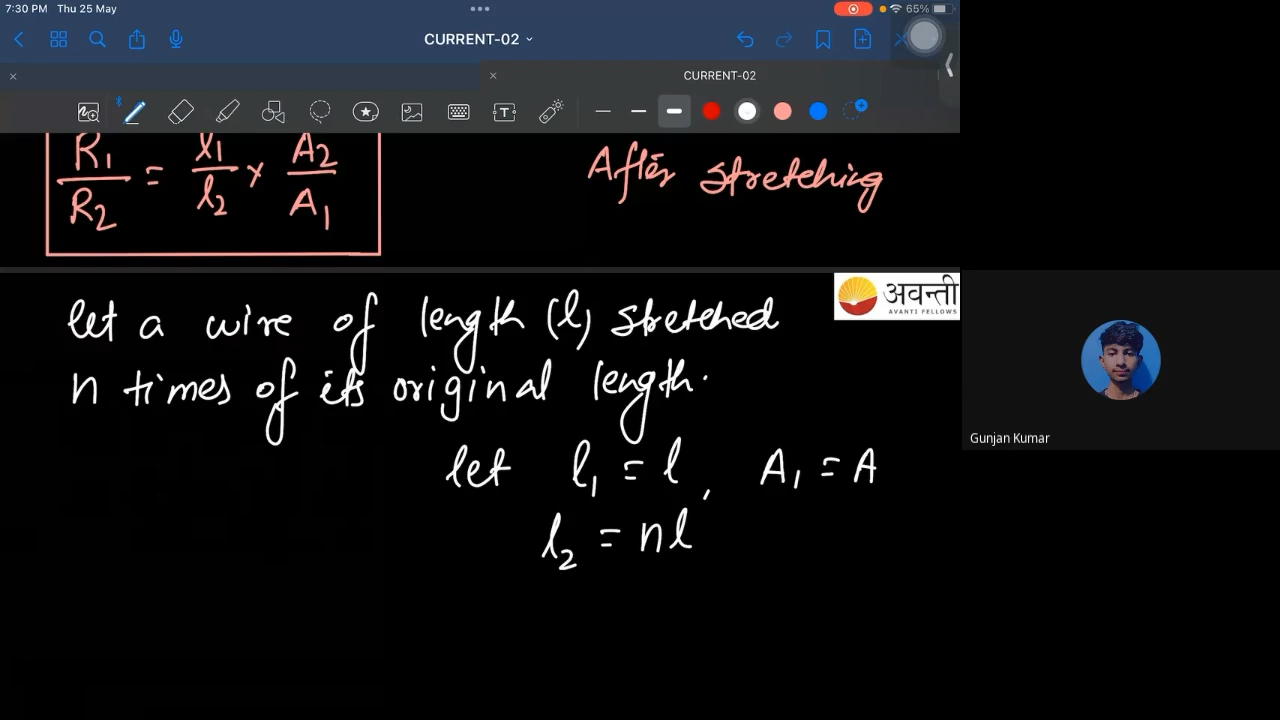 7:30 PM Thu 25 May
65%
CURRENT-02
CURRENT-02
T
R₁/R₂ = l₁/l₂ × A₂/A₁
After stretching
let a wire of length (l) stretched
n times of its original length.
let l₁ = l, A₁ = A
l₂ = nl
अवन्ती
AVANTI FELLOWS
Gunjan Kumar